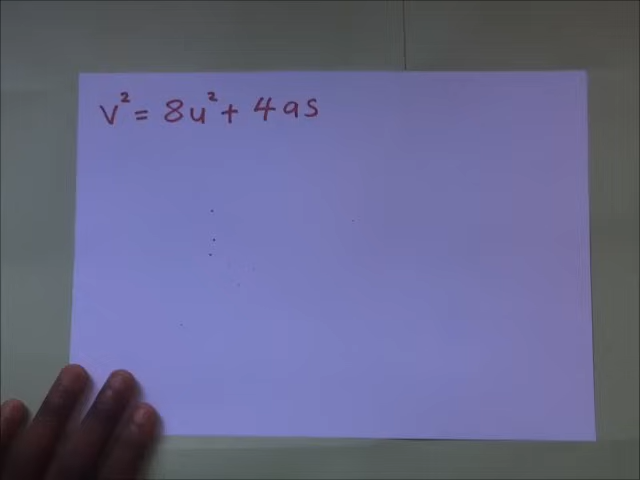 v² = 8u² + 4as